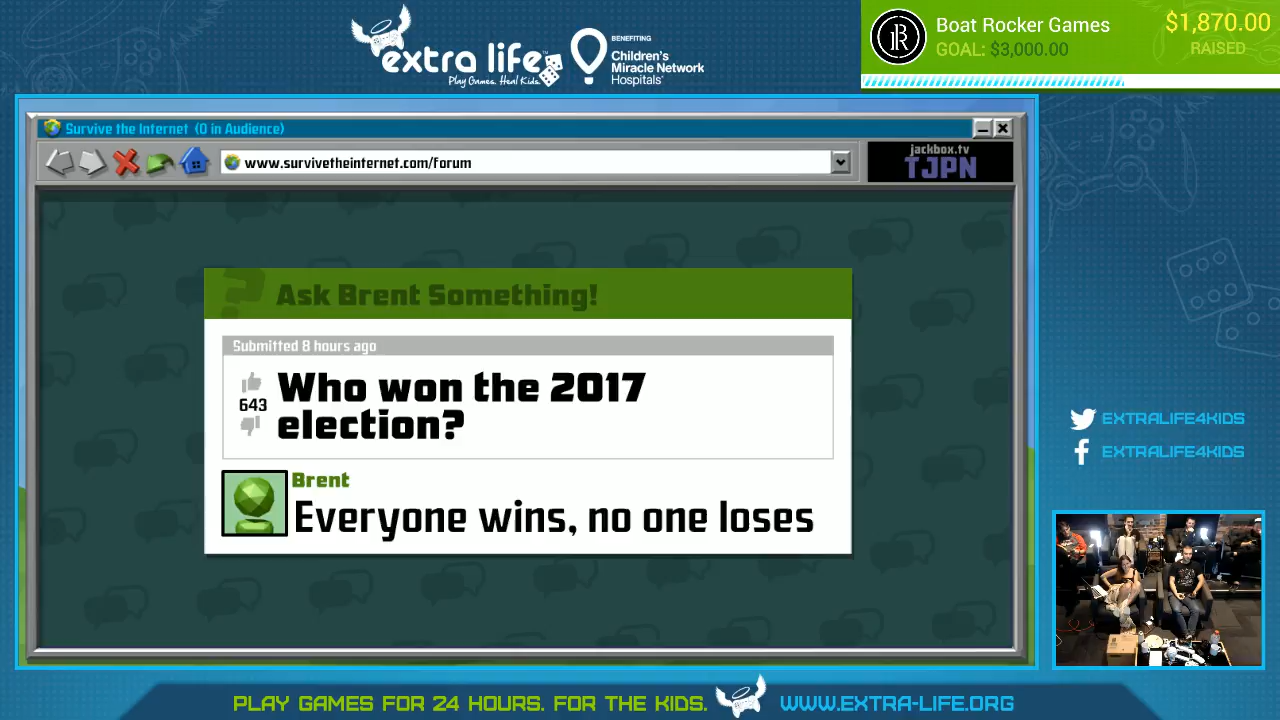 extra life
Play Games. Heal Kids.
BENEFITING
Children's
Miracle Network
Hospitals
Boat Rocker Games
GOAL: $3,000.00
$1,870.00
RAISED
Survive the Internet (0 in Audience)
www.survivetheinternet.com/forum
jackbox.tv
TJPN
? Ask Brent Something!
Submitted 8 hours ago
643
Who won the 2017
election?
Brent
Everyone wins, no one loses
EXTRALIFE4KIDS
EXTRALIFE4KIDS
PLAY GAMES FOR 24 HOURS. FOR THE KIDS.
WWW.EXTRA-LIFE.ORG